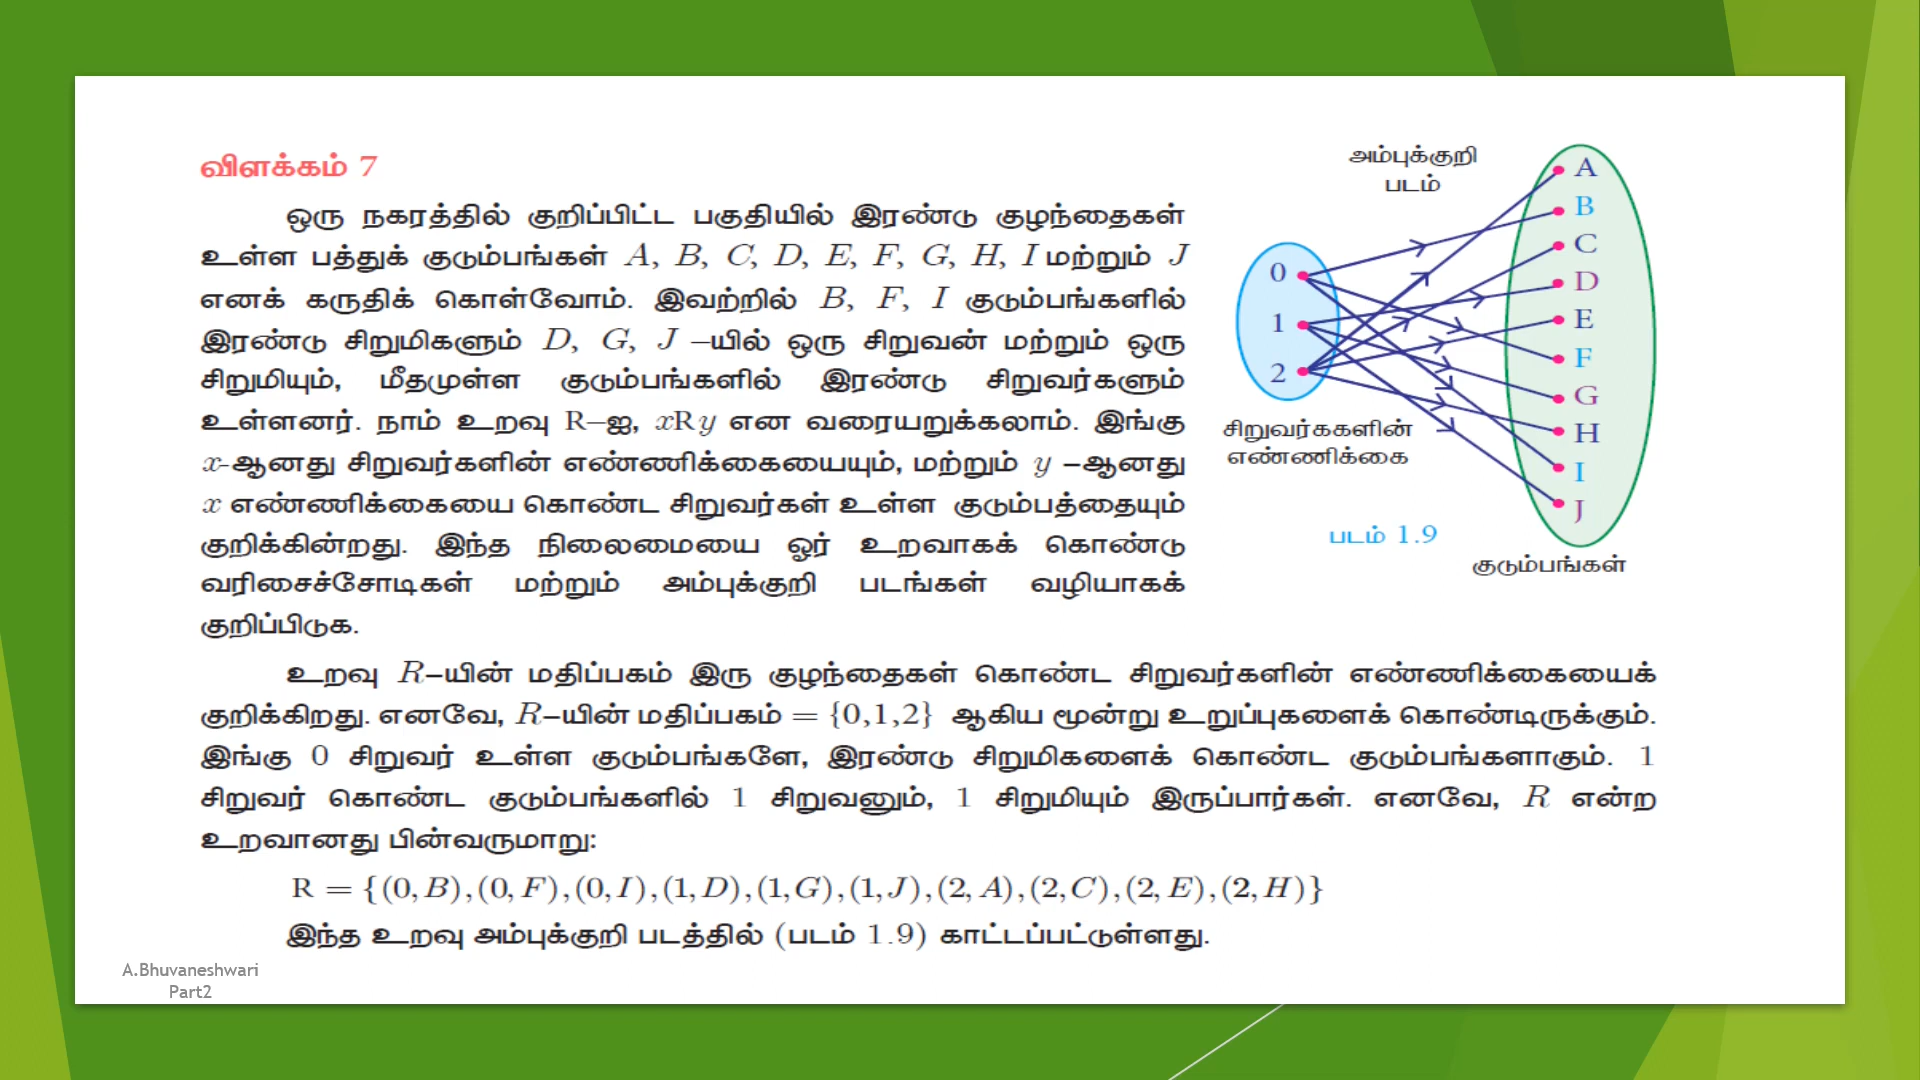 விளக்கம் 7
ஒரு நகரத்தில் குறிப்பிட்ட பகுதியில் இரண்டு குழந்தைகள்
உள்ள பத்துக் குடும்பங்கள் A, B, C, D, E, F, G, H, I மற்றும் J
எனக் கருதிக் கொள்வோம். இவற்றில் B, F, I குடும்பங்களில்
இரண்டு சிறுமிகளும் D, G, J –யில் ஒரு சிறுவன் மற்றும் ஒரு
சிறுமியும், மீதமுள்ள குடும்பங்களில் இரண்டு சிறுவர்களும்
உள்ளனர். நாம் உறவு R–ஐ, xRy என வரையறுக்கலாம். இங்கு
x-ஆனது சிறுவர்களின் எண்ணிக்கையையும், மற்றும் y –ஆனது
x எண்ணிக்கையை கொண்ட சிறுவர்கள் உள்ள குடும்பத்தையும்
குறிக்கின்றது. இந்த நிலைமையை ஓர் உறவாகக் கொண்டு
வரிசைச்சோடிகள் மற்றும் அம்புக்குறி படங்கள் வழியாகக்
குறிப்பிடுக.
அம்புக்குறி
படம்
0
1
2
சிறுவர்ககளின்
எண்ணிக்கை
A
B
C
D
E
F
G
H
I
J
படம் 1.9
குடும்பங்கள்
உறவு R–யின் மதிப்பகம் இரு குழந்தைகள் கொண்ட சிறுவர்களின் எண்ணிக்கையைக்
குறிக்கிறது. எனவே, R–யின் மதிப்பகம் = {0,1,2} ஆகிய மூன்று உறுப்புகளைக் கொண்டிருக்கும்.
இங்கு 0 சிறுவர் உள்ள குடும்பங்களே, இரண்டு சிறுமிகளைக் கொண்ட குடும்பங்களாகும். 1
சிறுவர் கொண்ட குடும்பங்களில் 1 சிறுவனும், 1 சிறுமியும் இருப்பார்கள். எனவே, R என்ற
உறவானது பின்வருமாறு:
R = {(0, B),(0, F),(0, I),(1, D),(1, G),(1, J),(2, A),(2, C),(2, E),(2, H)}
இந்த உறவு அம்புக்குறி படத்தில் (படம் 1.9) காட்டப்பட்டுள்ளது.
A.Bhuvaneshwari
Part2